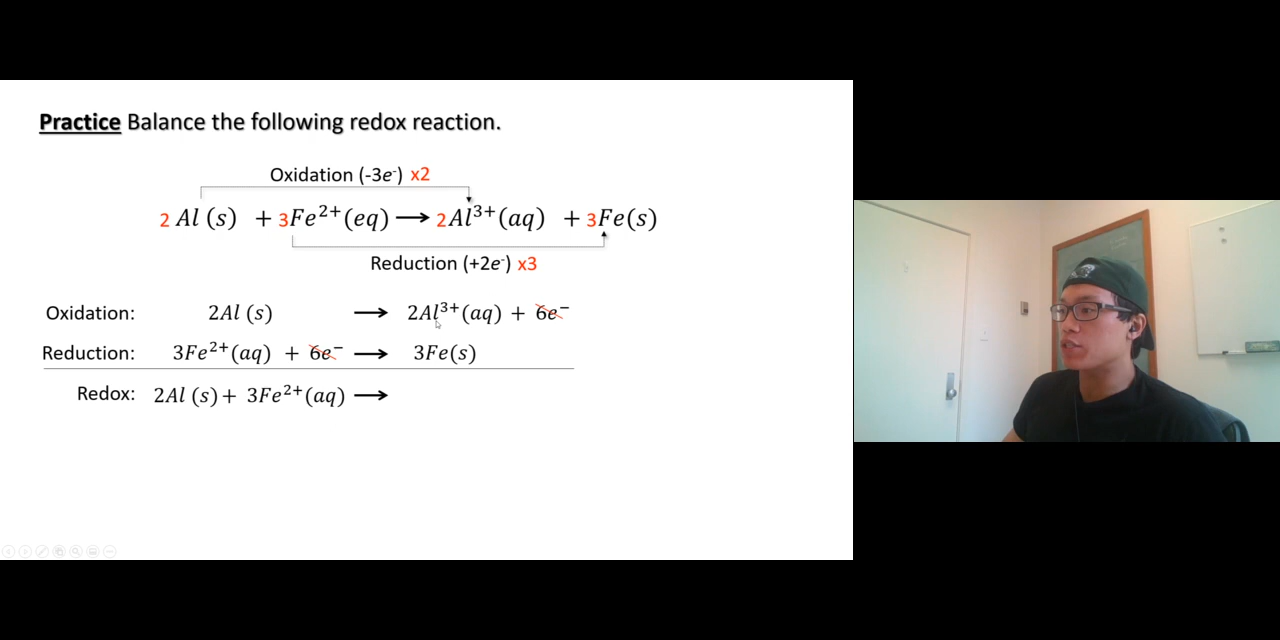 Practice Balance the following redox reaction.
Oxidation (-3e⁻) x2
2 Al (s) + 3Fe²⁺(eq) ⟶ 2Al³⁺(aq) + 3Fe(s)
Reduction (+2e⁻) x3
Oxidation: 2Al (s) ⟶ 2Al³⁺(aq) + 6e⁻
Reduction: 3Fe²⁺(aq) + 6e⁻ ⟶ 3Fe(s)
Redox: 2Al (s)+ 3Fe²⁺(aq) ⟶